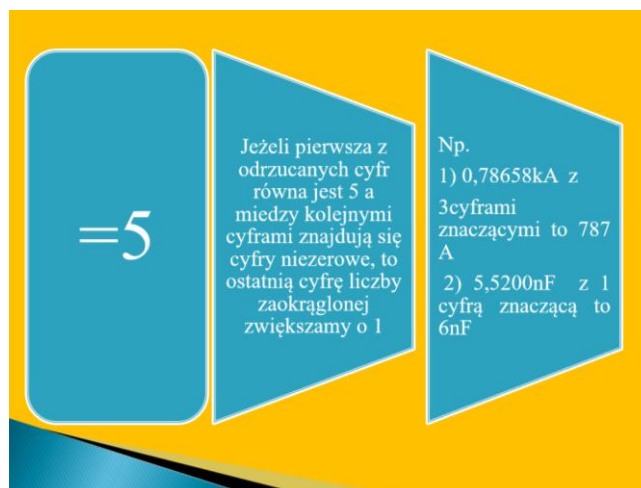 =5
Jeżeli pierwsza z
odrzucanych cyfr
równa jest 5 a
miedzy kolejnymi
cyframi znajdują się
cyfry niezerowe, to
ostatnią cyfrę liczby
zaokrąglonej
zwiększamy o 1
Np.
1) 0,78658kA z
3cyframi
znaczącymi to 787
A
2) 5,5200nF z 1
cyfrą znaczącą to
6nF